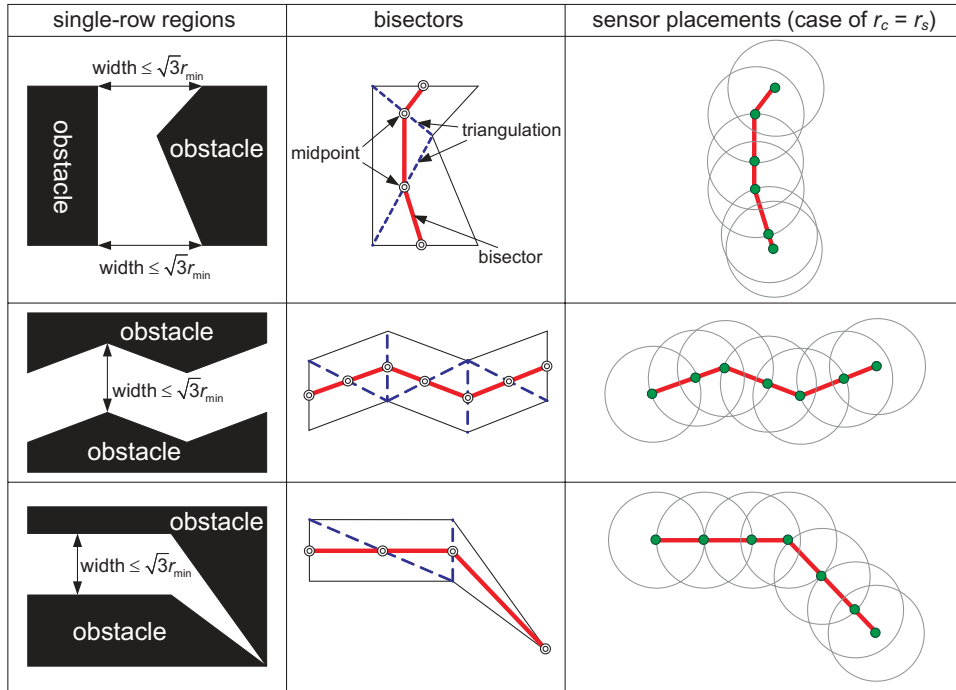 single-row regions
bisectors
sensor placements (case of r_c = r_s)
width ≤ √3r_min
obstacle
obstacle
width ≤ √3r_min
midpoint
triangulation
bisector
obstacle
width ≤ √3r_min
obstacle
obstacle
width ≤ √3r_min
obstacle